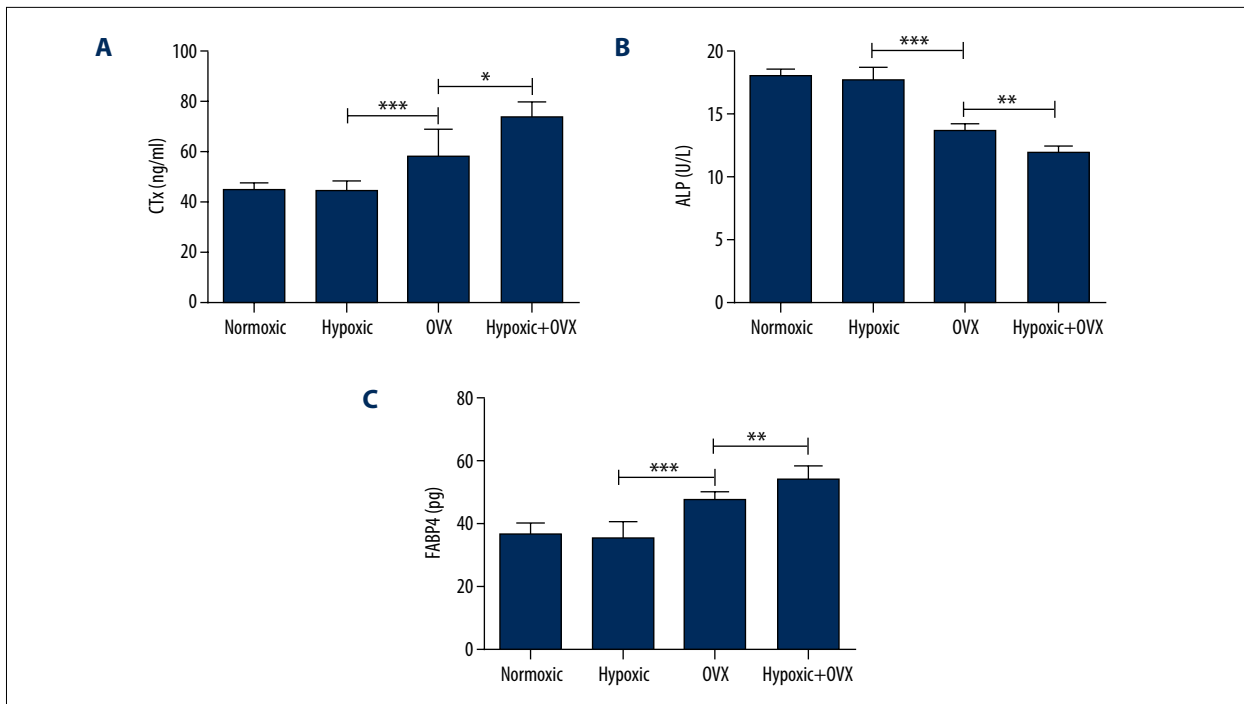 A
CTx (ng/ml)
100
80
60
40
20
0
***
*
Normoxic Hypoxic OVX Hypoxic+OVX
B
ALP (U/L)
20
15
10
5
0
***
**
Normoxic Hypoxic OVX Hypoxic+OVX
C
FABP4 (pg)
80
60
40
20
0
***
**
Normoxic Hypoxic OVX Hypoxic+OVX